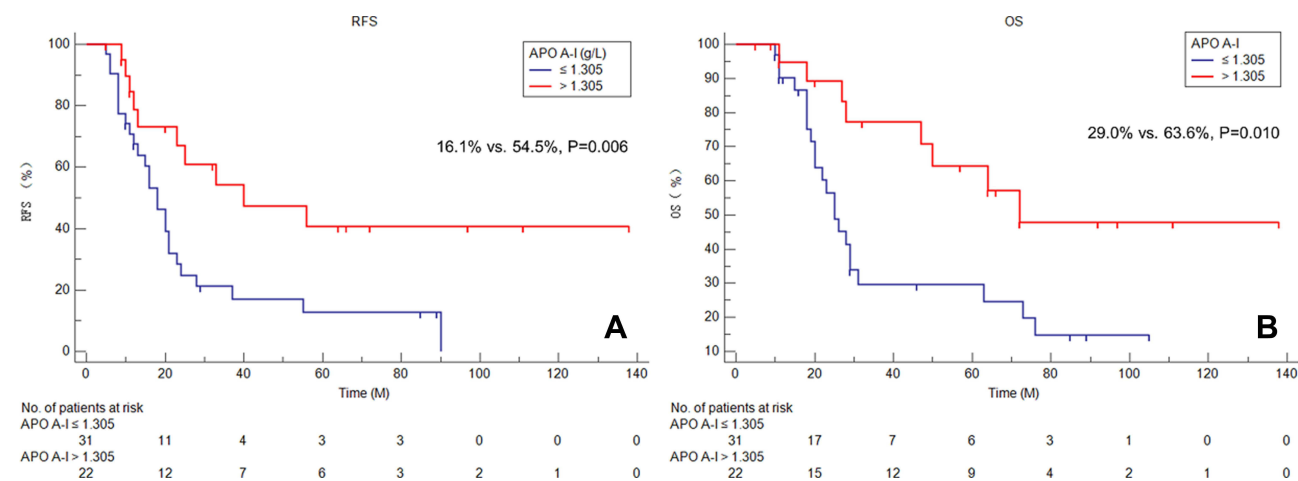 RFS
APO A-I (g/L)
≤ 1.305
> 1.305
16.1% vs. 54.5%, P=0.006
RFS （%）
100
80
60
40
20
0
0 20 40 60 80 100 120 140
Time (M)
A
No. of patients at risk
APO A-I ≤ 1.305
31 11 4 3 3 0 0 0
APO A-I > 1.305
22 12 7 6 3 2 1 0
OS
APO A-I
≤ 1.305
> 1.305
29.0% vs. 63.6%, P=0.010
OS （%）
100
90
80
70
60
50
40
30
20
10
0 20 40 60 80 100 120 140
Time (M)
B
No. of patients at risk
APO A-I ≤ 1.305
31 17 7 6 3 1 0 0
APO A-I > 1.305
22 15 12 9 4 2 1 0